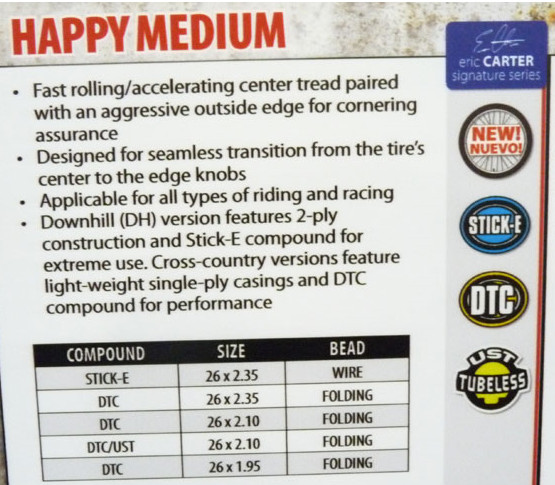 HAPPY MEDIUM
eric CARTER
signature series
• Fast rolling/accelerating center tread paired
with an aggressive outside edge for cornering
assurance
• Designed for seamless transition from the tire's
center to the edge knobs
• Applicable for all types of riding and racing
• Downhill (DH) version features 2-ply
construction and Stick-E compound for
extreme use. Cross-country versions feature
light-weight single-ply casings and DTC
compound for performance
NEW!
NUEVO!
STICK-E
DTC
UST
TUBELESS
COMPOUND SIZE BEAD
STICK-E 26 x 2.35 WIRE
DTC 26 x 2.35 FOLDING
DTC 26 x 2.10 FOLDING
DTC/UST 26 x 2.10 FOLDING
DTC 26 x 1.95 FOLDING